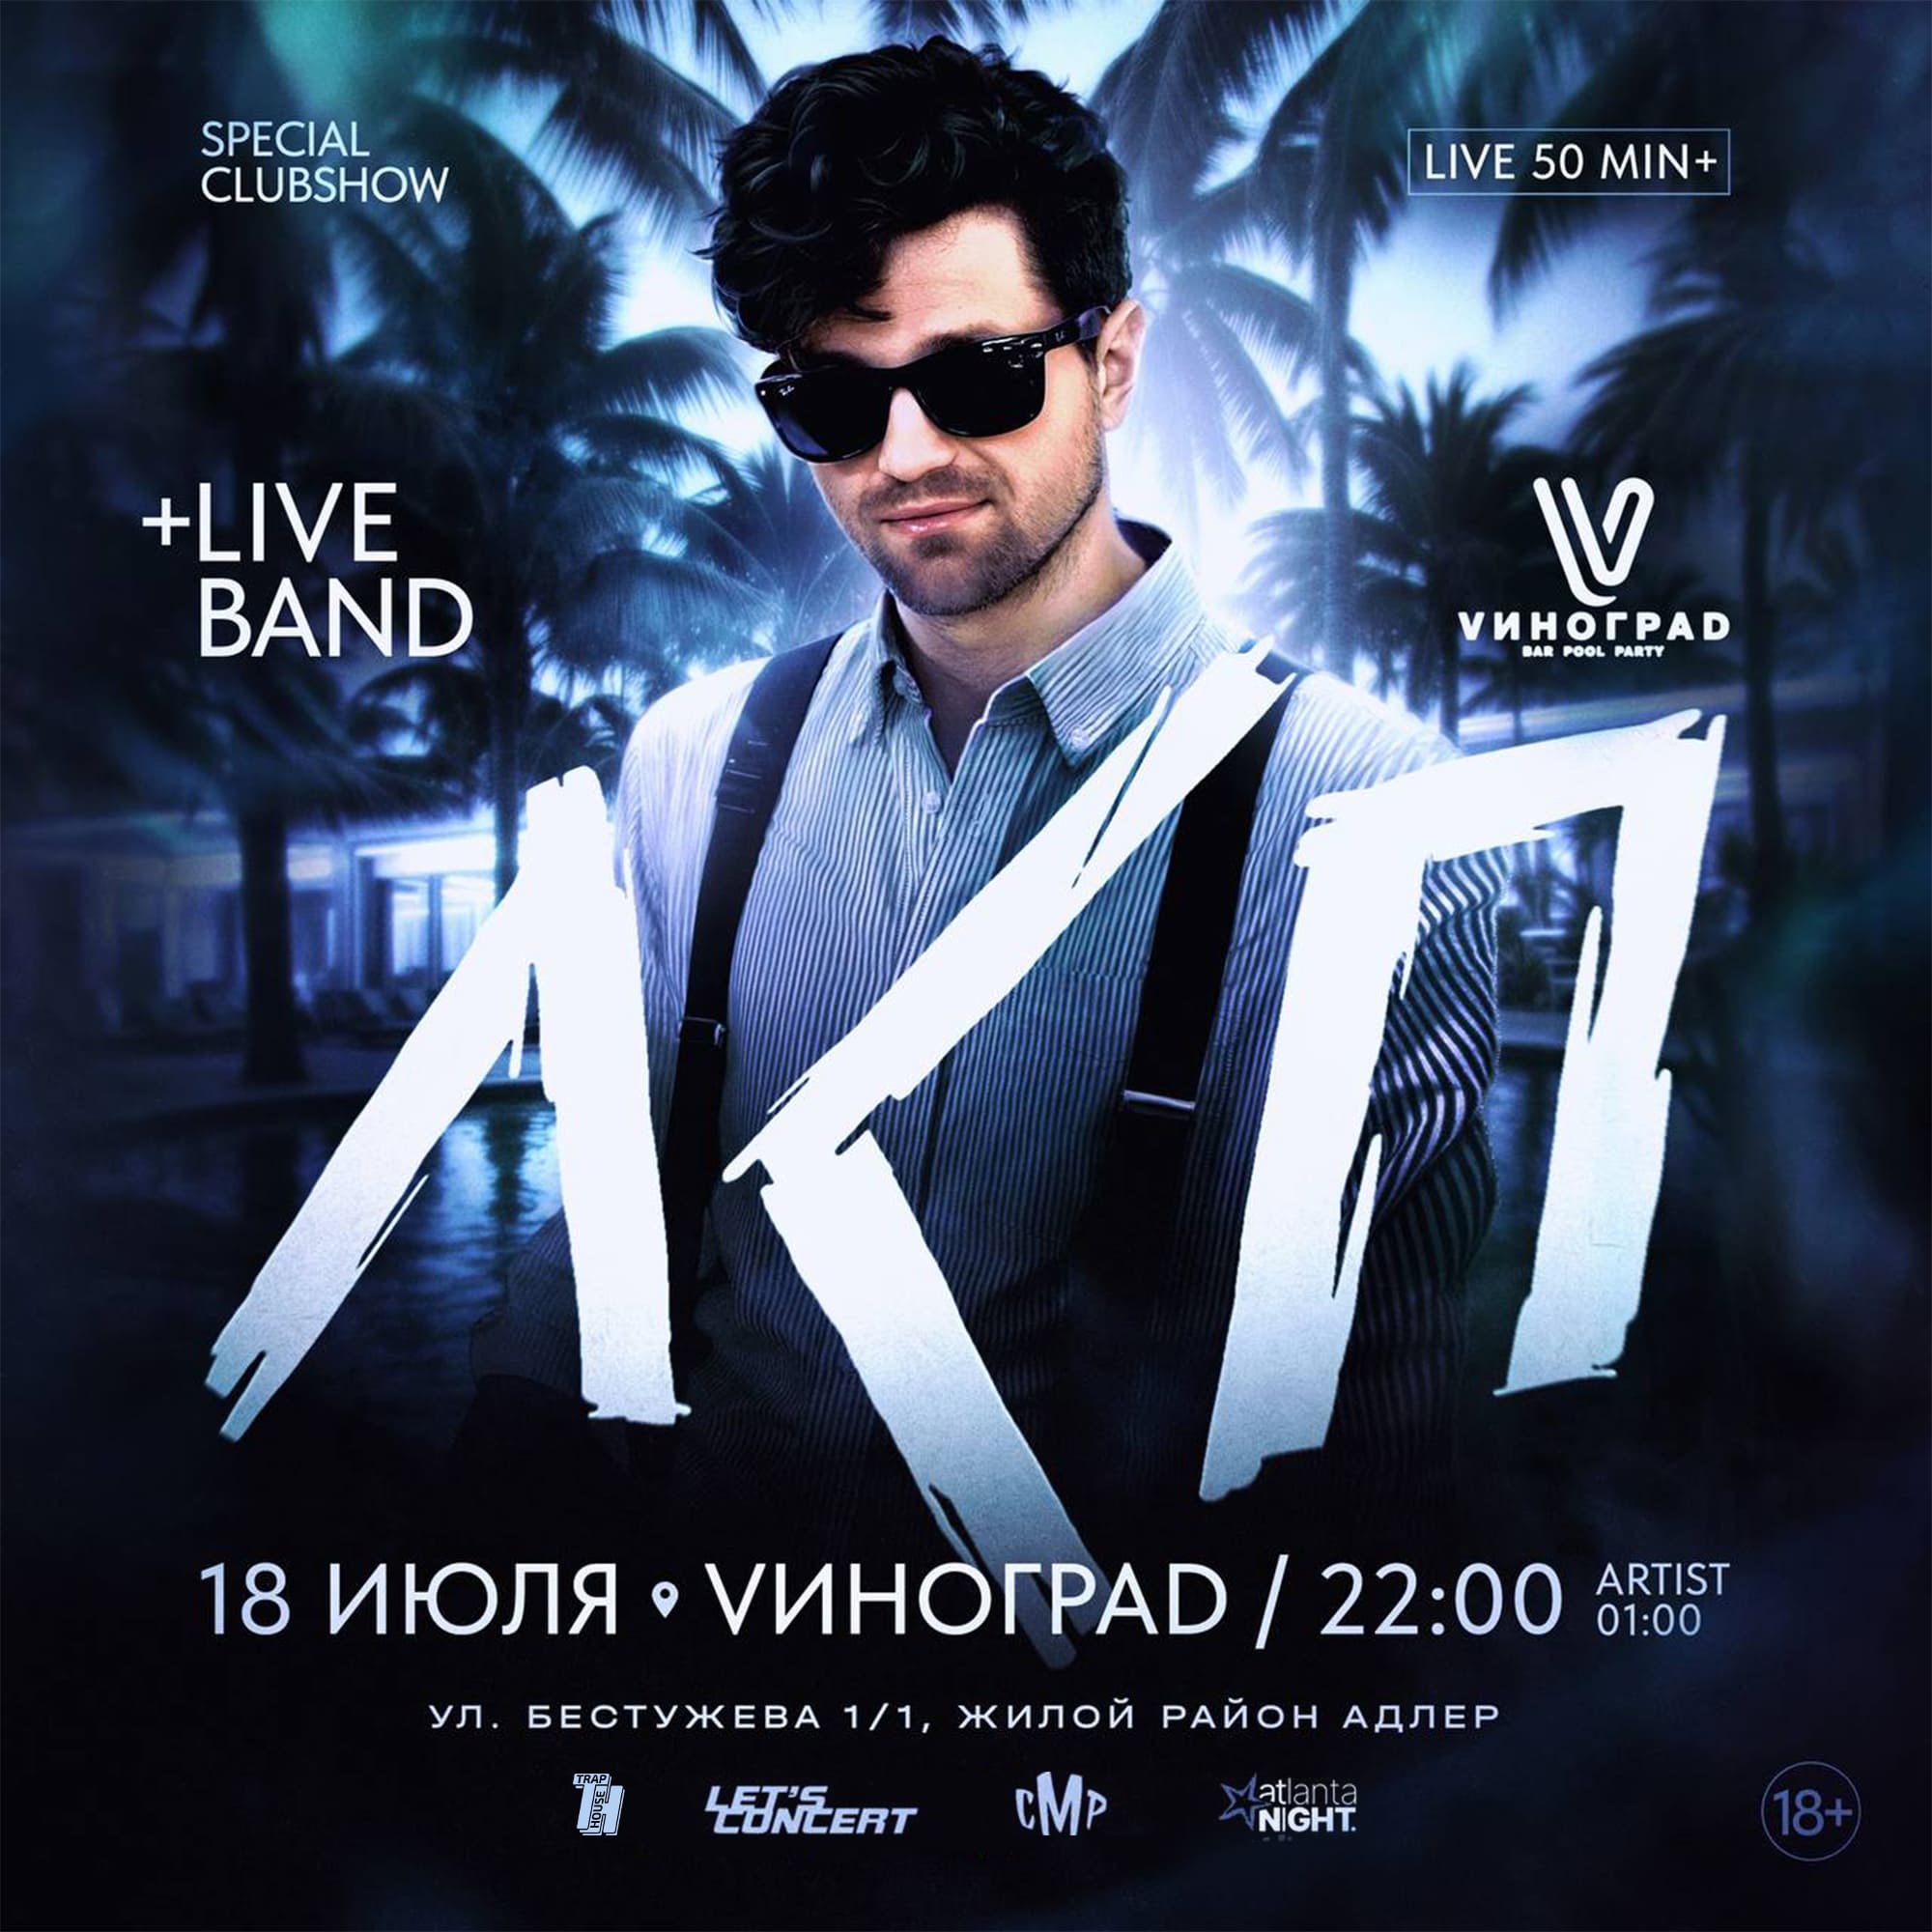 SPECIAL
CLUBSHOW
LIVE 50 MIN+
+LIVE
BAND
VИНОГРАD
BAR POOL PARTY
ЛКП
18 ИЮЛЯ • VИНОГРАD / 22:00
ARTIST
01:00
УЛ. БЕСТУЖЕВА 1/1, ЖИЛОЙ РАЙОН АДЛЕР
TRAP
HOUSE
LET'S
CONCERT
CMP
atlanta
NIGHT.
18+